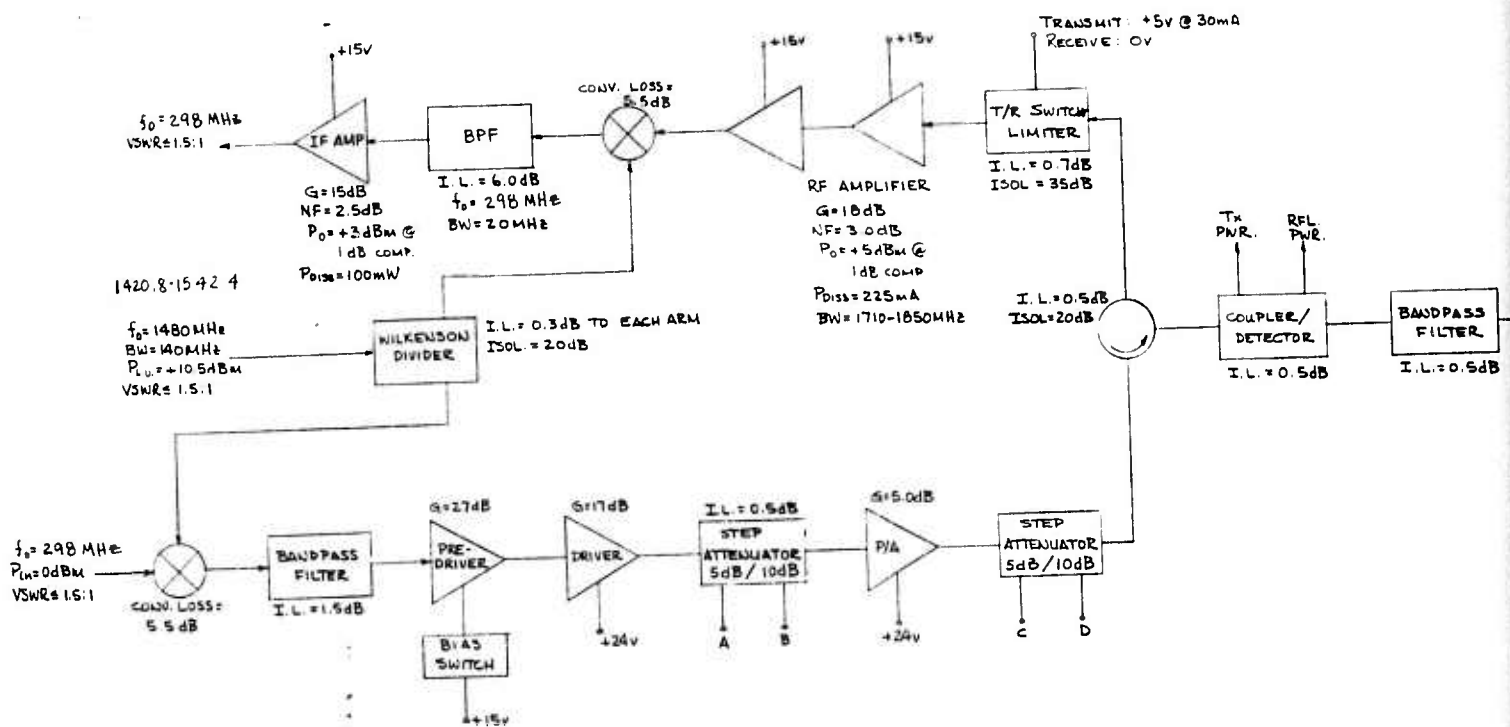 TRANSMIT: +5V @ 30mA
RECEIVE: 0V
+15V
+15V
+15V
CONV. LOSS =
5.5dB
f₀ = 298 MHz
VSWR ≤ 1.5:1
IF AMP
BPF
T/R SWITCH
LIMITER
G=15dB
NF=2.5dB
P₀ = +3dBm @
1dB COMP.
PDISS=100mW
I.L. = 6.0dB
f₀ = 298 MHz
BW=20MHz
RF AMPLIFIER
G=18dB
NF=3.0dB
P₀=+5dBm @
1dB COMP
PDISS=225mA
BW=1710-1850MHz
I.L. = 0.7dB
ISOL = 35dB
TX
PWR.
RFL.
PWR.
1420.8-1542 4
f₀=1480MHz
BW=140MHz
=+10.5dBm
VSWR ≤ 1.5:1
WILKENSON
DIVIDER
I.L. = 0.3dB TO EACH ARM
ISOL. = 20dB
I.L. = 0.5dB
ISOL=20dB
COUPLER/
DETECTOR
I.L. = 0.5dB
BANDPASS
FILTER
I.L. = 0.5dB
f₀ = 298 MHz
Pin=0dBm
VSWR ≤ 1.5:1
CONV. LOSS =
5.5dB
BANDPASS
FILTER
I.L. = 1.5dB
G=27dB
PRE-
DRIVER
BIAS
SWITCH
+15V
G=17dB
DRIVER
+24V
I.L. = 0.5dB
STEP
ATTENUATOR
5dB/10dB
A
B
G=5.0dB
P/A
+24V
STEP
ATTENUATOR
5dB/10dB
C
D